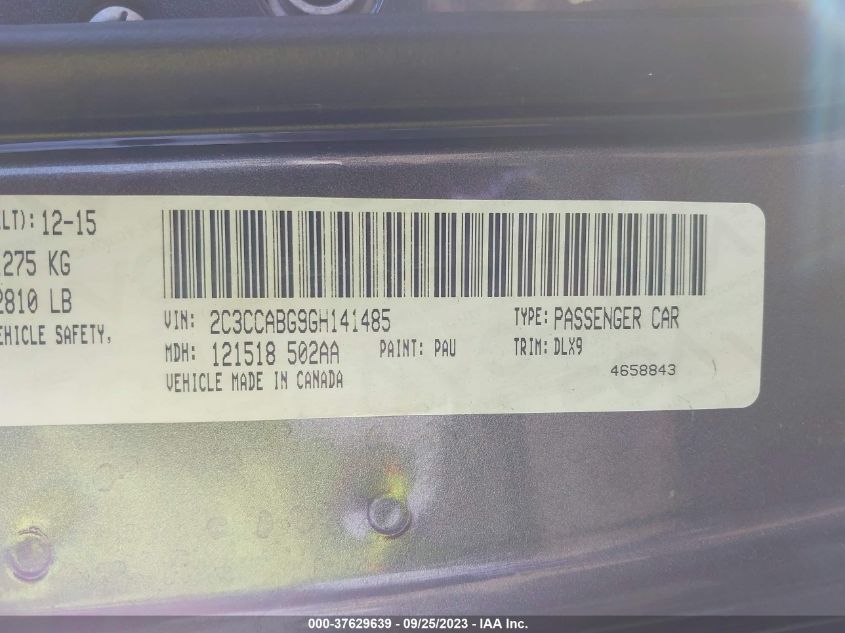 LT): 12-15
275 KG
2810 LB
EHICLE SAFETY,
VIN: 2C3CCABG9GH141485 TYPE: PASSENGER CAR
MDH: 121518 502AA PAINT: PAU TRIM: DLX9
VEHICLE MADE IN CANADA 4658843
000-37629639 - 09/25/2023 - IAA Inc.